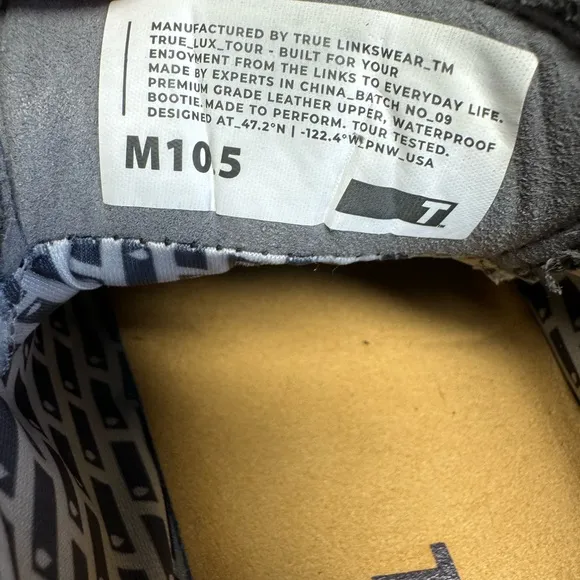 MANUFACTURED BY TRUE LINKSWEAR_TM
TRUE_LUX_TOUR - BUILT FOR YOUR
ENJOYMENT FROM THE LINKS TO EVERYDAY LIFE.
MADE BY EXPERTS IN CHINA_BATCH NO_09
PREMIUM GRADE LEATHER UPPER, WATERPROOF
BOOTIE. MADE TO PERFORM. TOUR TESTED.
DESIGNED AT_47.2°N | -122.4°W_PNW_USA
M10.5
T